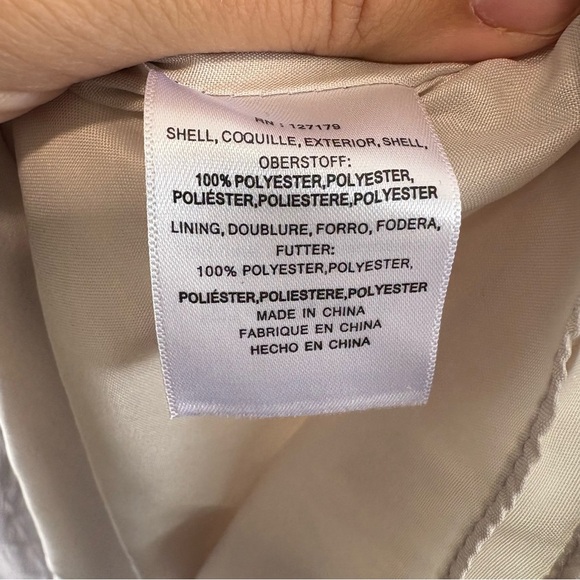 RN : 127179
SHELL, COQUILLE, EXTERIOR, SHELL,
OBERSTOFF:
100% POLYESTER,POLYESTER,
POLIÉSTER,POLIESTERE,POLYESTER
LINING, DOUBLURE, FORRO, FODERA,
FUTTER:
100% POLYESTER,POLYESTER,
POLIÉSTER,POLIESTERE,POLYESTER
MADE IN CHINA
FABRIQUE EN CHINA
HECHO EN CHINA